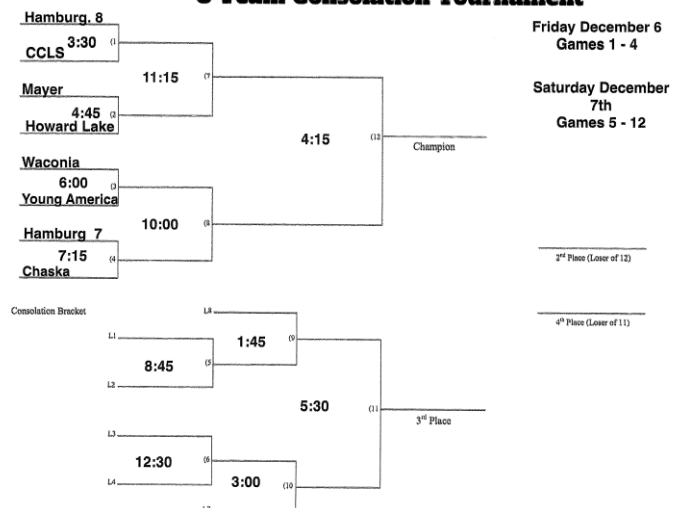 Team Consolation Tournament
Hamburg. 8
3:30 (1
CCLS
11:15 (7
Mayer
4:45 (2
Howard Lake
4:15 (12
Champion
Waconia
6:00 (3
Young America
10:00 (8
Hamburg 7
7:15 (4
Chaska
Friday December 6
Games 1 - 4
Saturday December
7th
Games 5 - 12
2nd Place (Loser of 12)
4th Place (Loser of 11)
Consolation Bracket
L8
1:45 (9
L1
8:45 (5
L2
5:30 (11
3rd Place
L3
12:30 (6
L4
3:00 (10